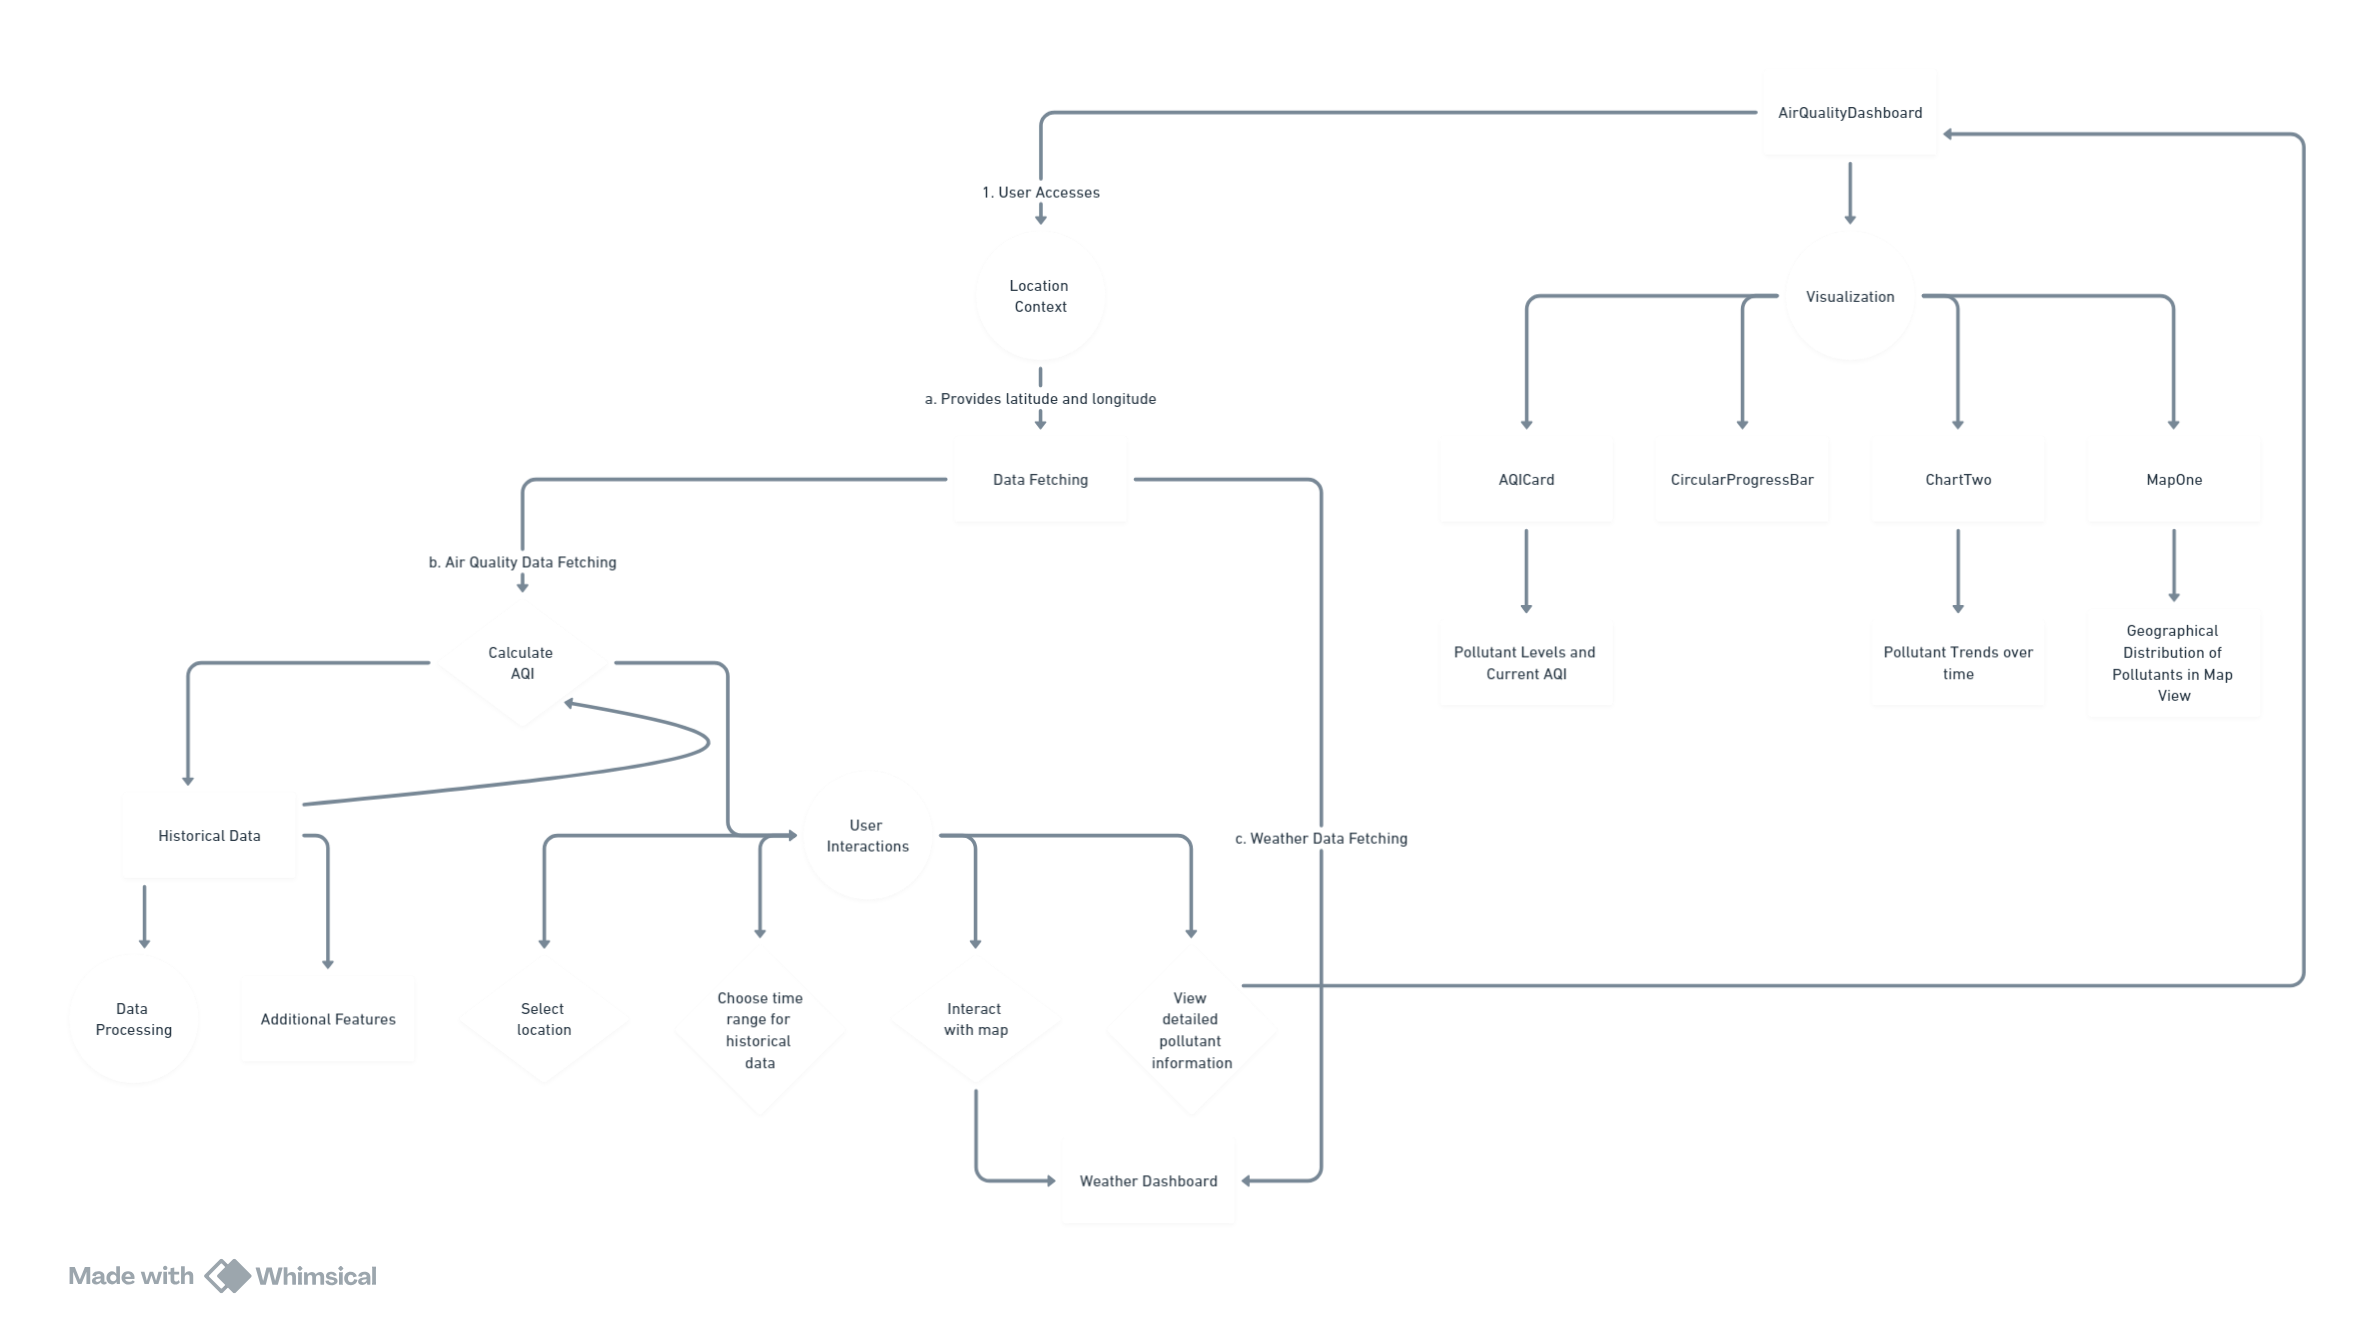 AirQualityDashboard
1. User Accesses
Location
Context
Visualization
a. Provides latitude and longitude
Data Fetching
AQICard
CircularProgressBar
ChartTwo
MapOne
b. Air Quality Data Fetching
Calculate
AQI
Pollutant Levels and
Current AQI
Pollutant Trends over
time
Geographical
Distribution of
Pollutants in Map
View
Historical Data
User
Interactions
c. Weather Data Fetching
Data
Processing
Additional Features
Select
location
Choose time
range for
historical
data
Interact
with map
View
detailed
pollutant
information
Weather Dashboard
Made with Whimsical